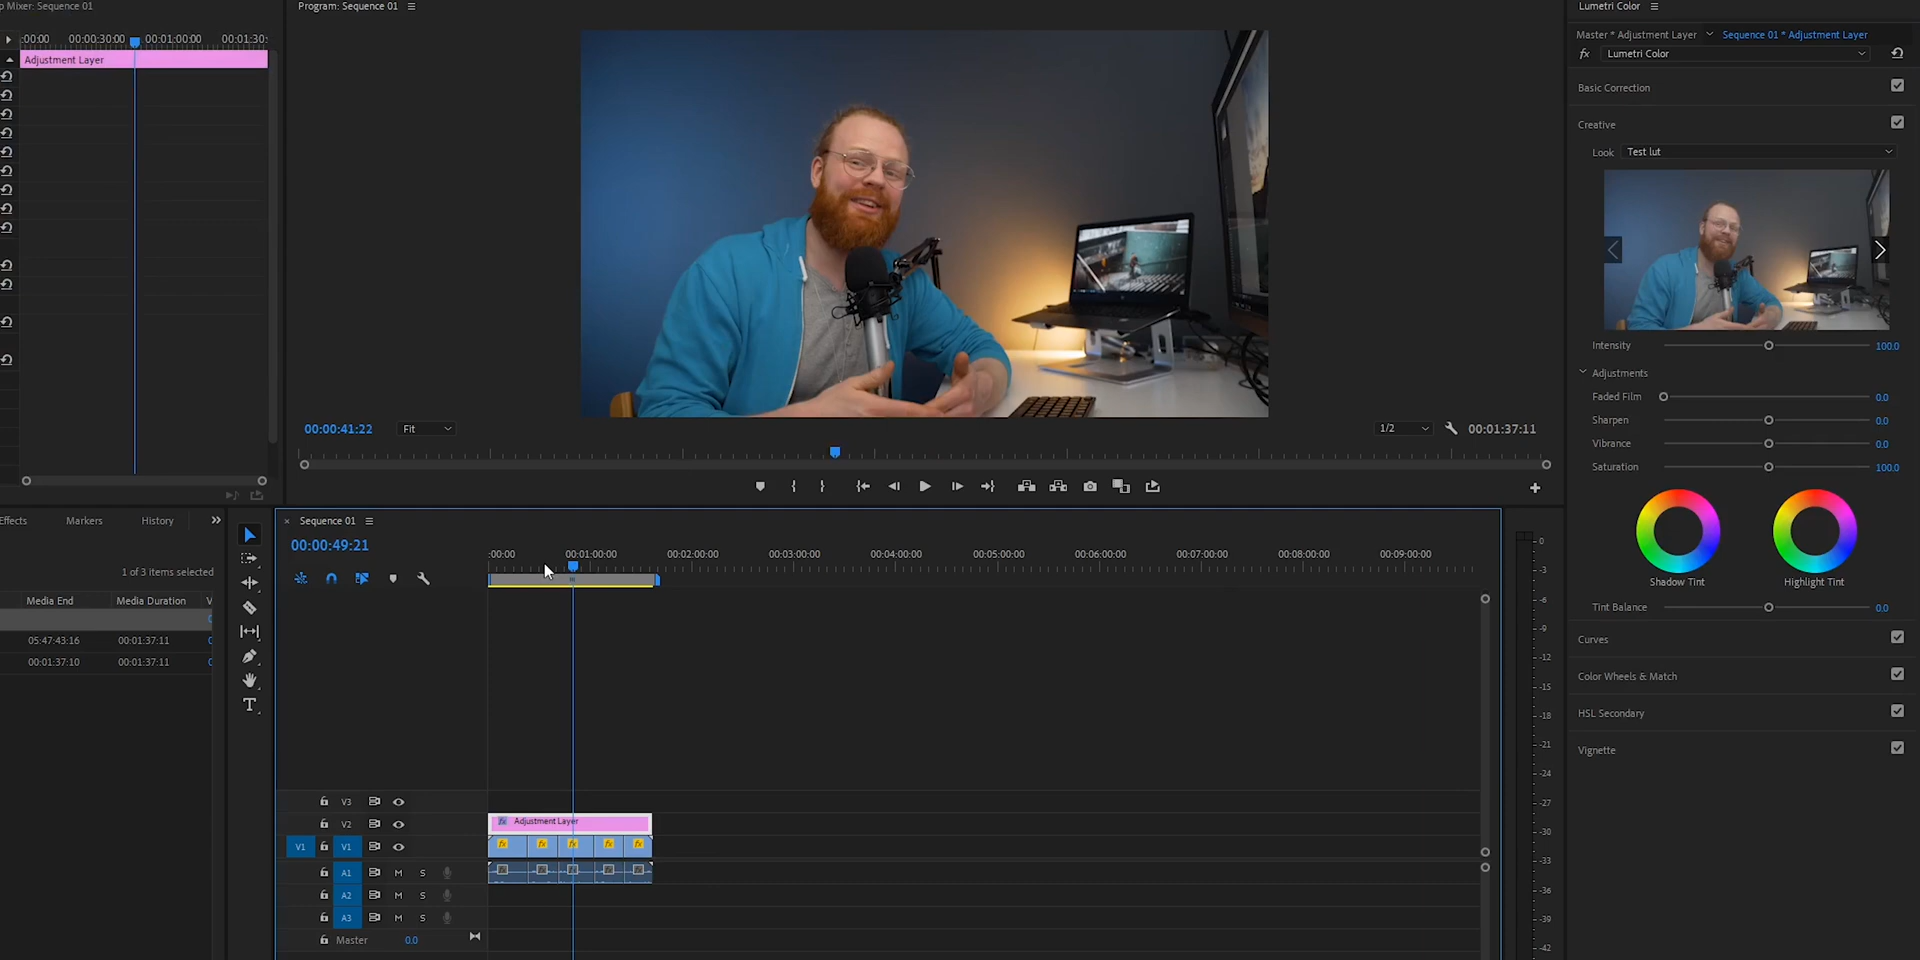 p Mixer: Sequence 01
Program: Sequence 01
Lumetri Color
:00:00 00:00:30:00 00:01:00:00 00:01:30:
Adjustment Layer
Master * Adjustment Layer Sequence 01 * Adjustment Layer
fx Lumetri Color
Basic Correction
Creative
Look Test lut
Intensity 100.0
Adjustments
Faded Film 0.0
Sharpen 0.0
Vibrance 0.0
Saturation 100.0
Shadow Tint Highlight Tint
Tint Balance 0.0
Curves
Color Wheels & Match
HSL Secondary
Vignette
00:00:41:22 Fit 1/2 00:01:37:11
Effects Markers History
1 of 3 items selected
Media End Media Duration V
05:47:43:16 00:01:37:11
00:01:37:10 00:01:37:11
T
Sequence 01
00:00:49:21
:00:00 00:01:00:00 00:02:00:00 00:03:00:00 00:04:00:00 00:05:00:00 00:06:00:00 00:07:00:00 00:08:00:00 00:09:00:00
V3
V2 fx Adjustment Layer
V1 V1 fx fx fx fx fx
A1 M S
A2 M S
A3 M S
Master 0.0
0
-3
-6
-9
-12
-15
-18
-21
-24
-27
-30
-33
-36
-39
-42